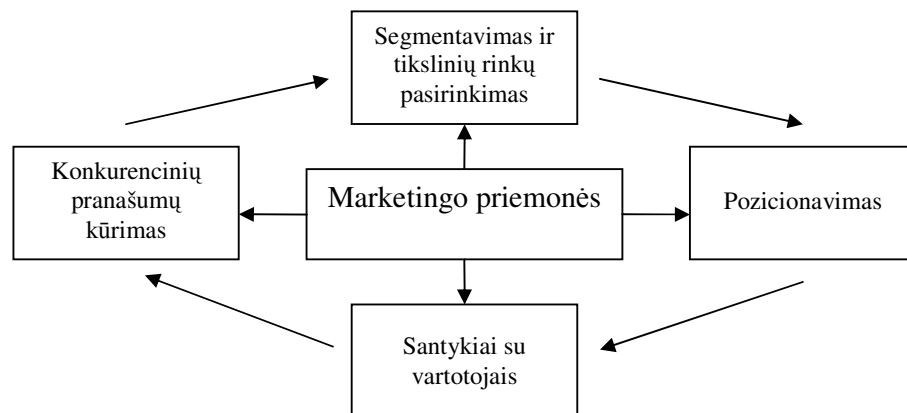 Segmentavimas ir
tikslinių rinkų
pasirinkimas
Konkurencinių
pranašumų
kūrimas
Marketingo priemonės
Pozicionavimas
Santykiai su
vartotojais